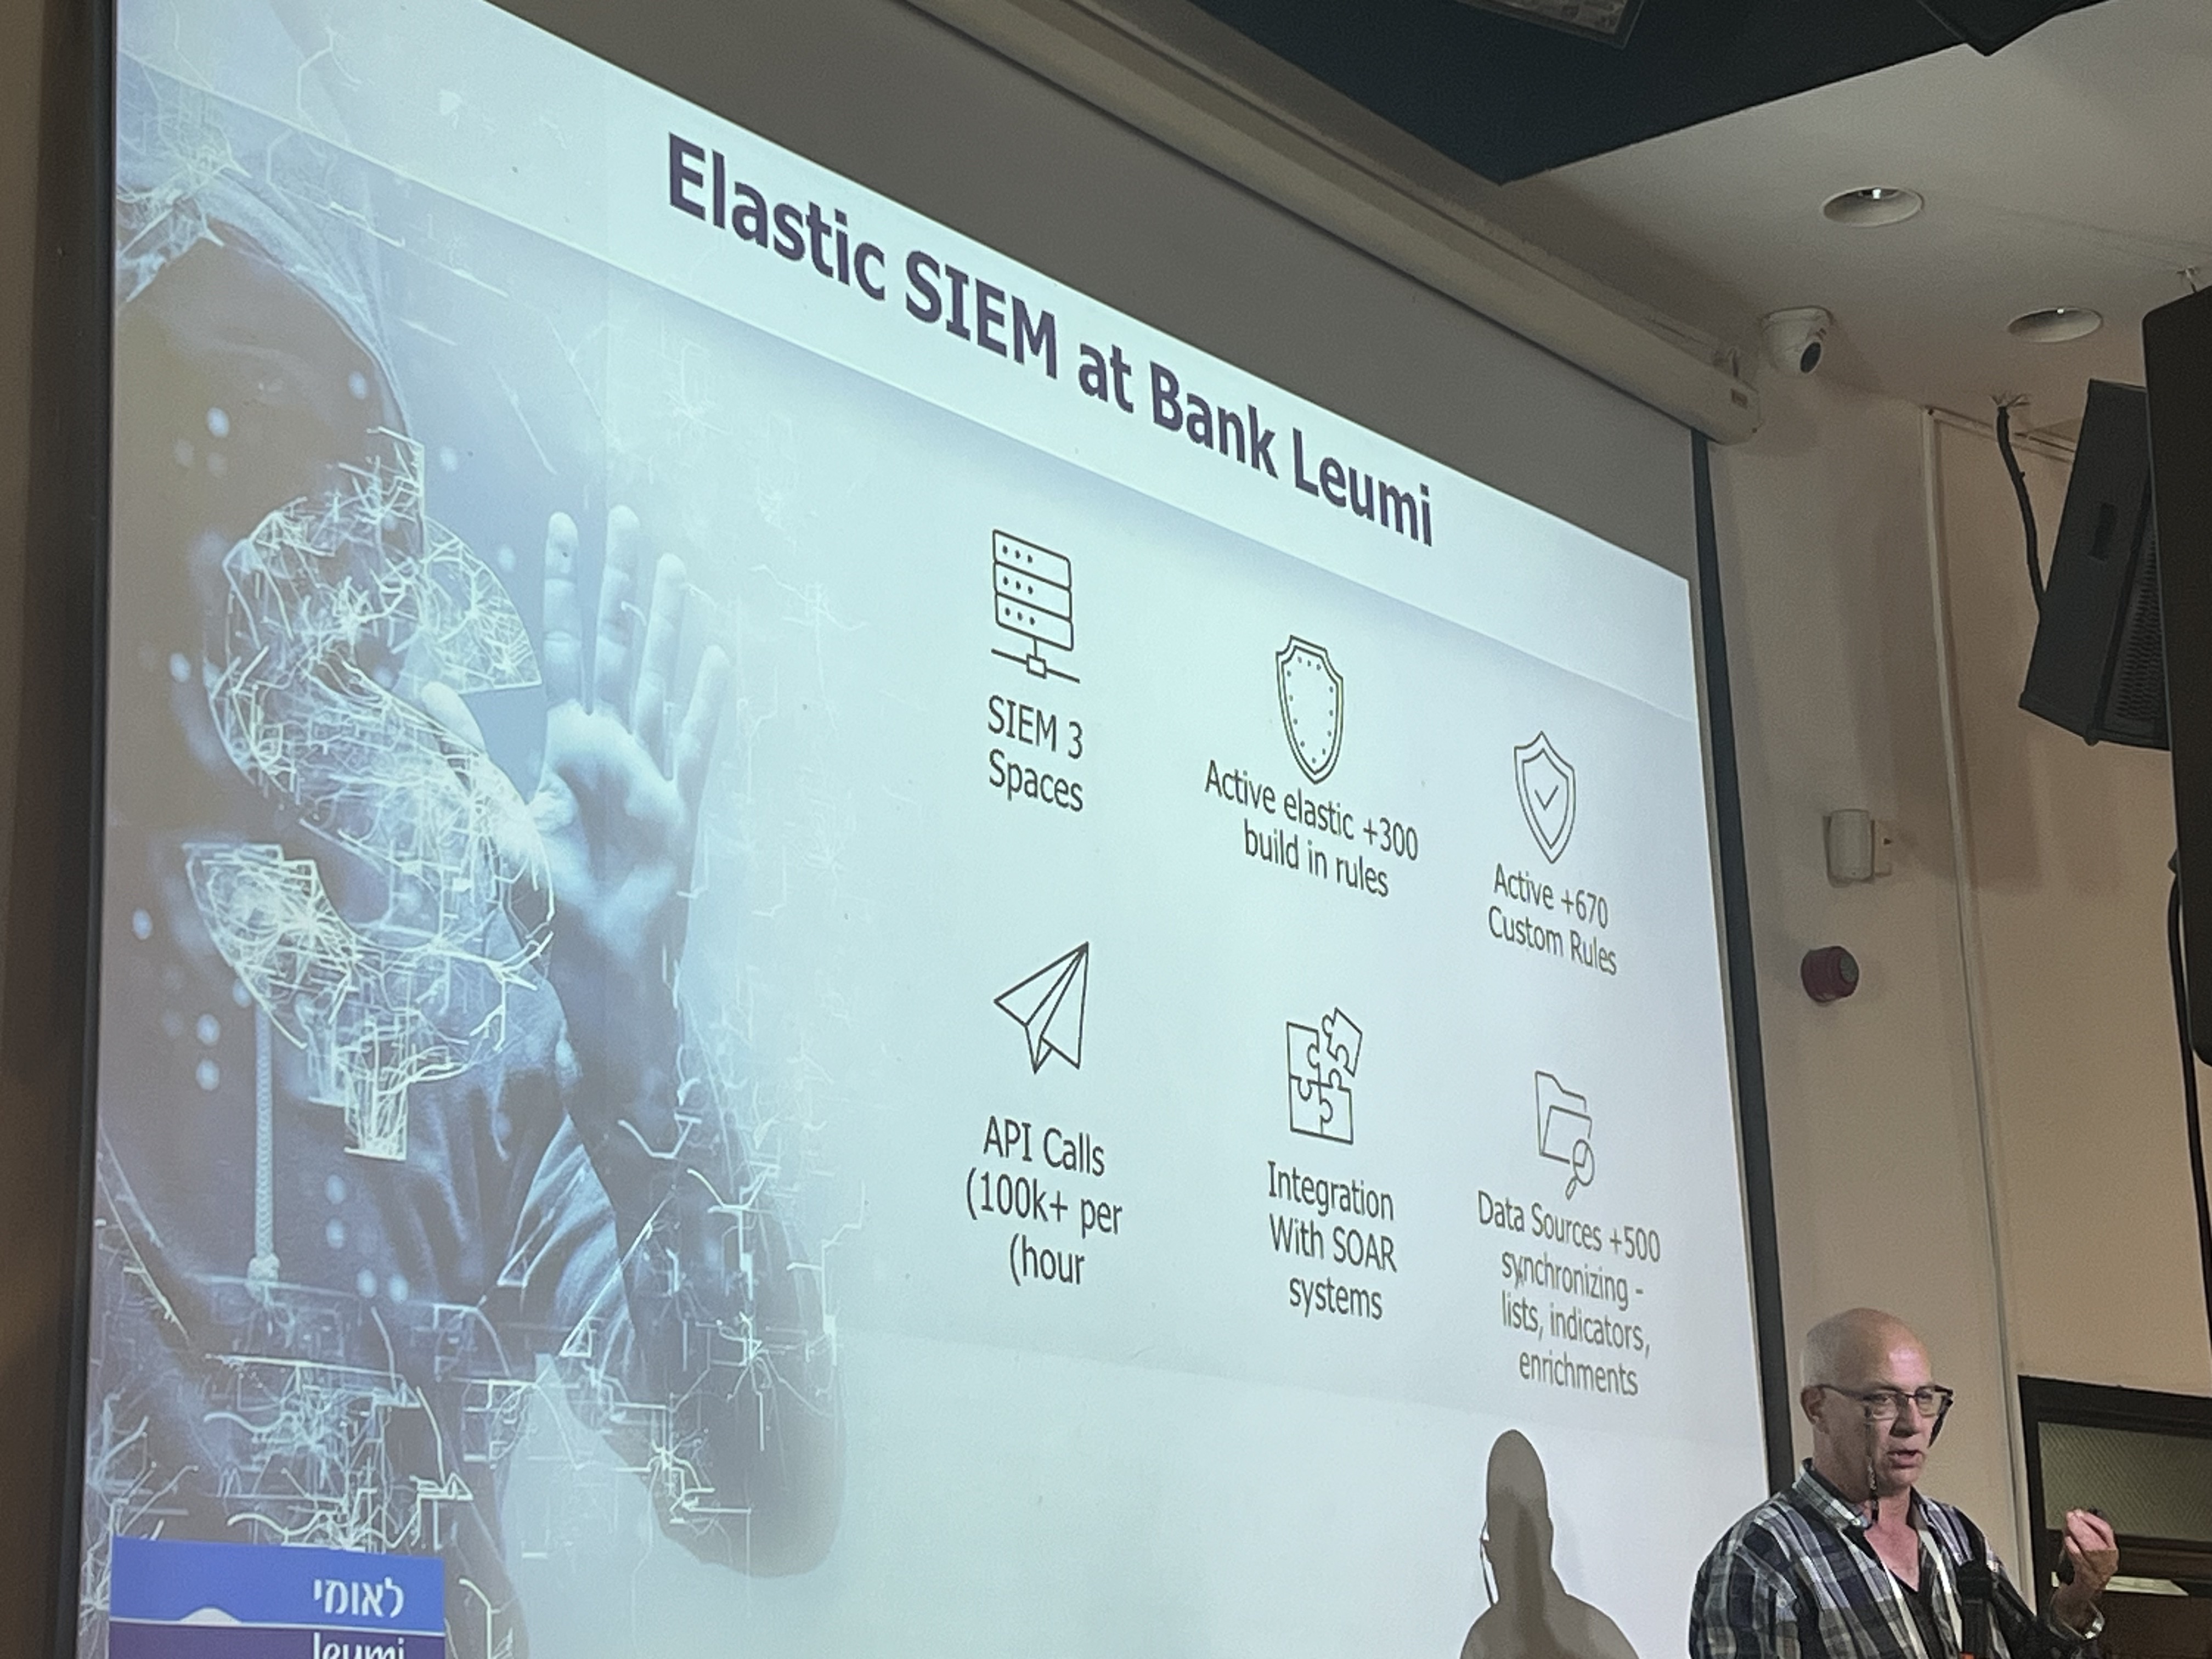 Elastic SIEM at Bank Leumi
SIEM 3
Spaces
Active elastic +300
build in rules
Active +670
Custom Rules
API Calls
(100k+ per
(hour
Integration
With SOAR
systems
Data Sources +500
synchronizing -
lists, indicators,
enrichments
לאומי
leumi